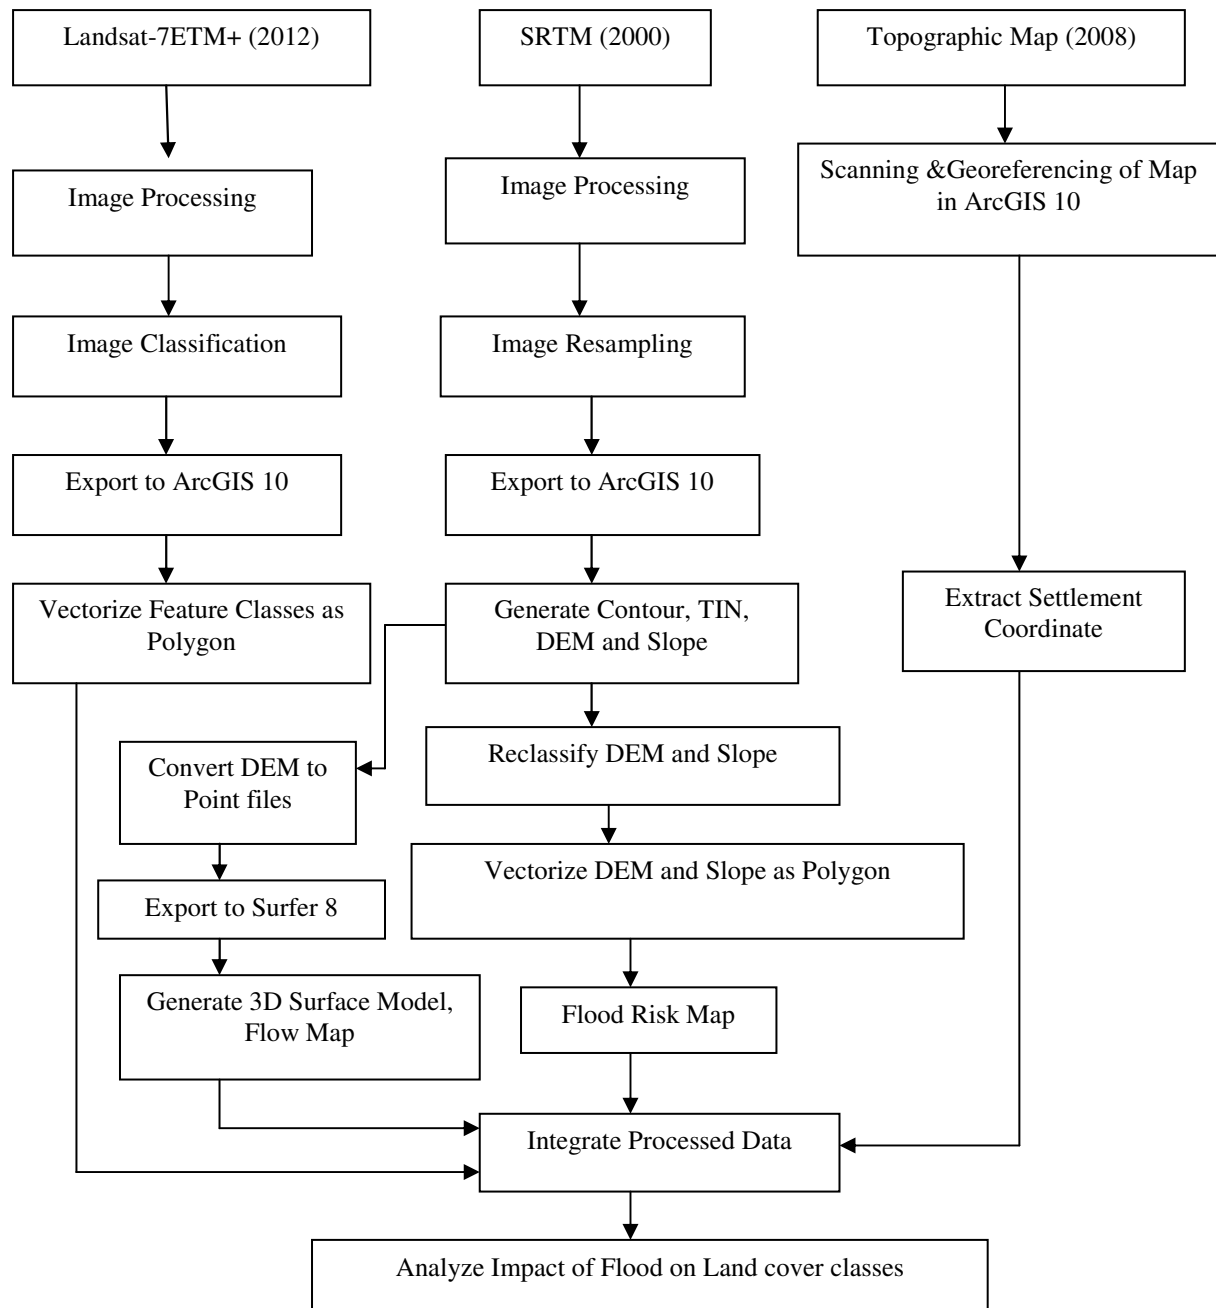 Landsat-7ETM+ (2012)
SRTM (2000)
Topographic Map (2008)
Image Processing
Image Processing
Scanning &Georeferencing of Map
in ArcGIS 10
Image Classification
Image Resampling
Export to ArcGIS 10
Export to ArcGIS 10
Vectorize Feature Classes as
Polygon
Generate Contour, TIN,
DEM and Slope
Extract Settlement
Coordinate
Convert DEM to
Point files
Reclassify DEM and Slope
Vectorize DEM and Slope as Polygon
Export to Surfer 8
Generate 3D Surface Model,
Flow Map
Flood Risk Map
Integrate Processed Data
Analyze Impact of Flood on Land cover classes